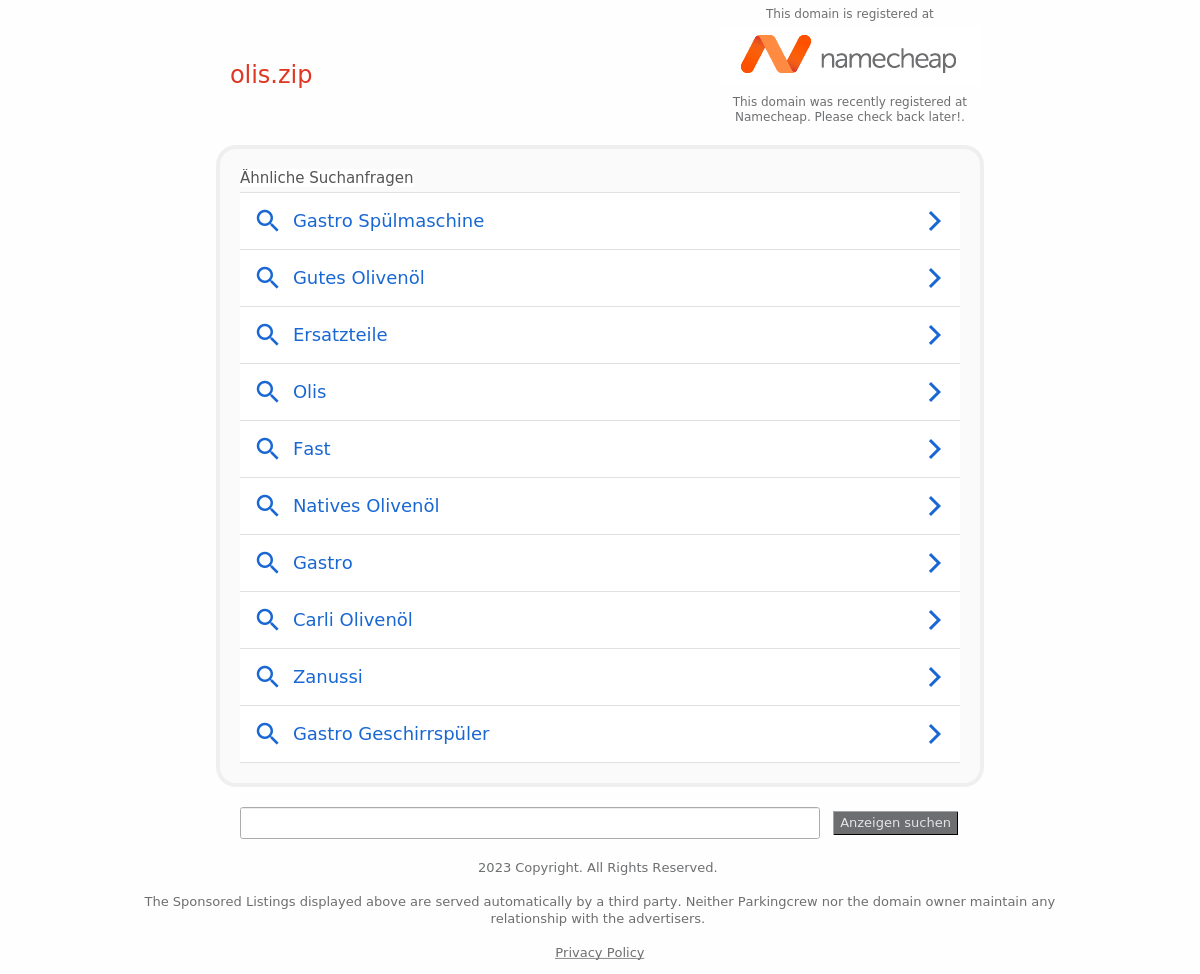 This domain is registered at
namecheap
olis.zip
This domain was recently registered at
Namecheap. Please check back later!.
Ähnliche Suchanfragen
Gastro Spülmaschine
Gutes Olivenöl
Ersatzteile
Olis
Fast
Natives Olivenöl
Gastro
Carli Olivenöl
Zanussi
Gastro Geschirrspüler
Anzeigen suchen
2023 Copyright. All Rights Reserved.
The Sponsored Listings displayed above are served automatically by a third party. Neither Parkingcrew nor the domain owner maintain any
relationship with the advertisers.
Privacy Policy